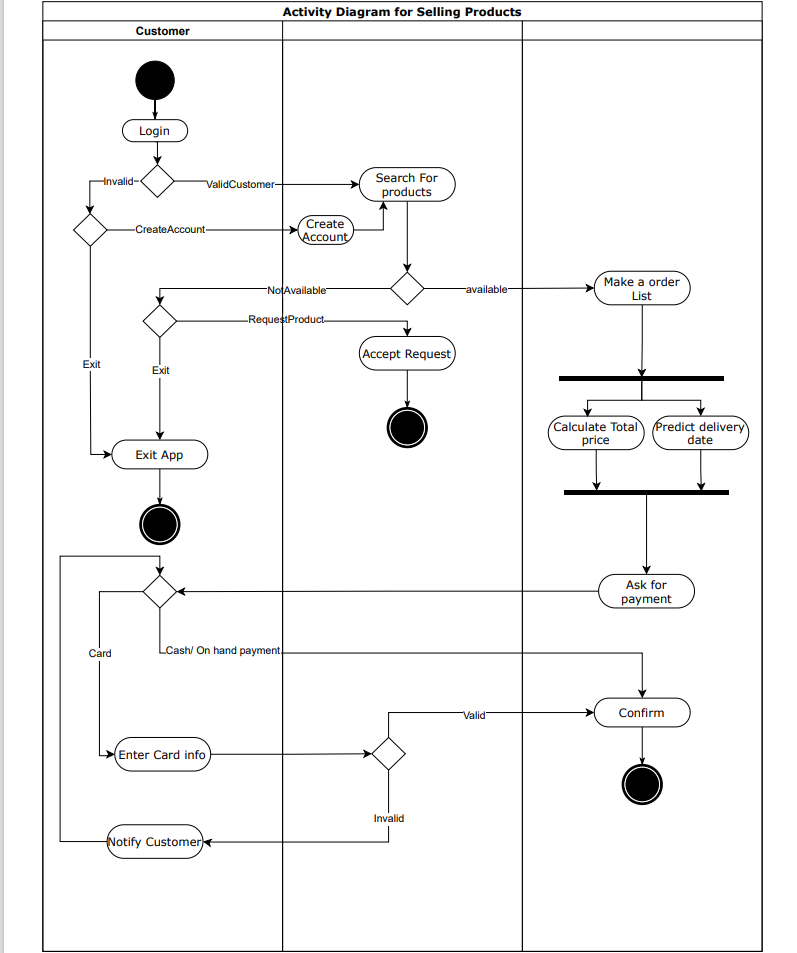 Activity Diagram for Selling Products
Customer
Login
Invalid
ValidCustomer
Search For
products
CreateAccount
Create
Account
NotAvailable
available
Make a order
List
RequestProduct
Accept Request
Exit
Exit
Calculate Total
price
Predict delivery
date
Exit App
Ask for
payment
Card
Cash/ On hand payment
Confirm
Valid
Enter Card info
Invalid
Notify Customer